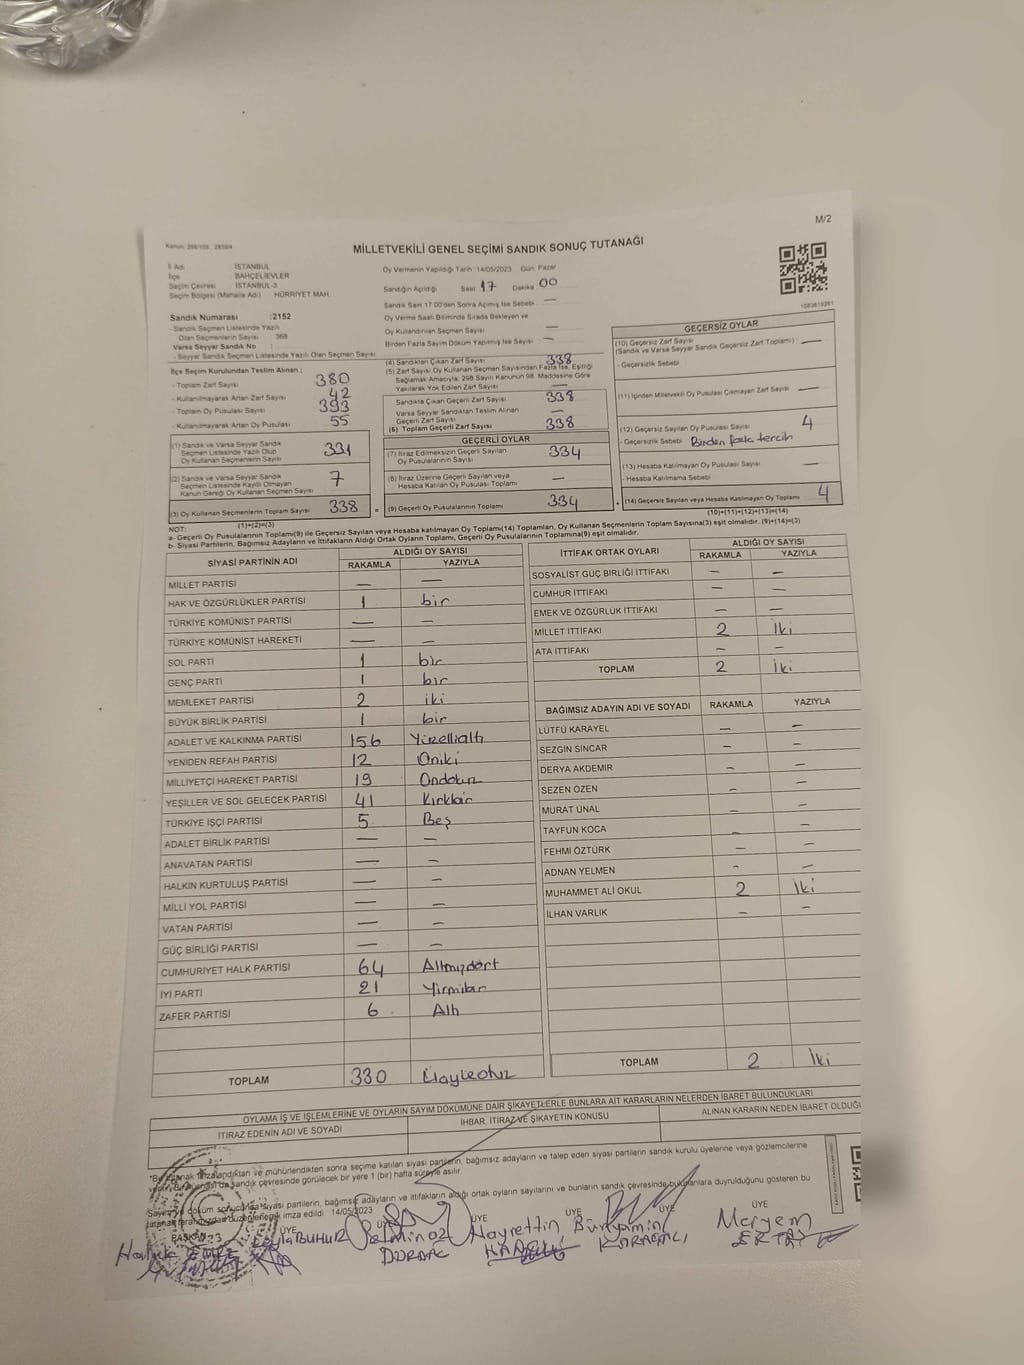 M/2
Kanun: 298/105 , 2839/4
MİLLETVEKİLİ GENEL SEÇİMİ SANDIK SONUÇ TUTANAĞI
İl Adı : İSTANBUL
İlçe : BAHÇELİEVLER
Seçim Çevresi : İSTANBUL-3
Seçim Bölgesi (Mahalle Adı) HÜRRİYET MAH.
Oy Vermenin Yapıldığı Tarih :14/05/2023 Gün: Pazar
Sandığın Açıldığı Saat 17 Dakika 00
Sandık Saat 17.00'den Sonra Açılmış İse Sebebi —
Oy Verme Saati Bitiminde Sırada Bekleyen ve
Oy Kullandırılan Seçmen Sayısı —
Birden Fazla Sayım Döküm Yapılmış İse Sayısı : —
Sandık Numarası :2152
- Sandık Seçmen Listesinde Yazılı
Olan Seçmenlerin Sayısı : 368
Varsa Seyyar Sandık No :
- Seyyar Sandık Seçmen Listesinde Yazılı Olan Seçmen Sayısı
İlçe Seçim Kurulundan Teslim Alınan ;
- Toplam Zarf Sayısı 380
- Kullanılmayarak Artan Zarf Sayısı 42
- Toplam Oy Pusulası Sayısı 393
- Kullanılmayarak Artan Oy Pusulası 55
(1) Sandık ve Varsa Seyyar Sandık
Seçmen Listesinde Yazılı Olup
Oy Kullanan Seçmenlerin Sayısı 331
(2) Sandık ve Varsa Seyyar Sandık
Seçmen Listesinde Kayıtlı Olmayan
Kanun Gereği Oy Kullanan Seçmen Sayısı 7
(3) Oy Kullanan Seçmenlerin Toplam Sayısı 338
(1)+(2)=(3)
(4) Sandıktan Çıkan Zarf Sayısı 338
(5) Zarf Sayısı Oy Kullanan Seçmen Sayısından Fazla İse, Eşitliği
Sağlamak Amacıyla, 298 Sayılı Kanunun 98. Maddesine Göre
Yakılarak Yok Edilen Zarf Sayısı —
Sandıkta Çıkan Geçerli Zarf Sayısı 338
Varsa Seyyar Sandıktan Teslim Alınan
Geçerli Zarf Sayısı —
(6) Toplam Geçerli Zarf Sayısı 338
GEÇERLİ OYLAR
(7) İtiraz Edilmeksizin Geçerli Sayılan
Oy Pusulalarının Sayısı 334
(8) İtiraz Üzerine Geçerli Sayılan veya
Hesaba Katılan Oy Pusulası Toplamı —
= (9) Geçerli Oy Pusulalarının Toplamı 334
GEÇERSİZ OYLAR
(10) Geçersiz Zarf Sayısı —
(Sandık ve Varsa Seyyar Sandık Geçersiz Zarf Toplamı)
- Geçersizlik Sebebi
(11) İçinden Milletvekili Oy Pusulası Çıkmayan Zarf Sayısı —
(12) Geçersiz Sayılan Oy Pusulası Sayısı 4
- Geçersizlik Sebebi Birden fazla tercih
(13) Hesaba Katılmayan Oy Pusulası Sayısı —
- Hesaba Katılmama Sebebi
+ (14) Geçersiz Sayılan veya Hesaba Katılmayan Oy Toplamı 4
(10)+(11)+(12)+(13)=(14)
NOT:
a- Geçerli Oy Pusulalarının Toplamı(9) ile Geçersiz Sayılan veya Hesaba katılmayan Oy Toplamı(14) Toplamları, Oy Kullanan Seçmenlerin Toplam Sayısına(3) eşit olmalıdır. (9)+(14)=(3)
b- Siyasi Partilerin, Bağımsız Adayların ve İttifakların Aldığı Ortak Oyların Toplamı, Geçerli Oy Pusulalarının Toplamına(9) eşit olmalıdır.
SİYASİ PARTİNİN ADI ALDIĞI OY SAYISI
RAKAMLA YAZIYLA
MİLLET PARTİSİ — —
HAK VE ÖZGÜRLÜKLER PARTİSİ 1 bir
TÜRKİYE KOMÜNİST PARTİSİ — —
TÜRKİYE KOMÜNİST HAREKETİ — —
SOL PARTİ 1 bir
GENÇ PARTİ 1 bir
MEMLEKET PARTİSİ 2 iki
BÜYÜK BİRLİK PARTİSİ 1 bir
ADALET VE KALKINMA PARTİSİ 156 Yüzellialtı
YENİDEN REFAH PARTİSİ 12 Oniki
MİLLİYETÇİ HAREKET PARTİSİ 19 Ondokuz
YEŞİLLER VE SOL GELECEK PARTİSİ 41 Kırkbir
TÜRKİYE İŞÇİ PARTİSİ 5 Beş
ADALET BİRLİK PARTİSİ — —
ANAVATAN PARTİSİ — —
HALKIN KURTULUŞ PARTİSİ — —
MİLLİ YOL PARTİSİ — —
VATAN PARTİSİ — —
GÜÇ BİRLİĞİ PARTİSİ — —
CUMHURİYET HALK PARTİSİ 64 Altmışdört
İYİ PARTİ 21 Yirmibir
ZAFER PARTİSİ 6 Altı
TOPLAM 330 Üçyüzotuz
İTTİFAK ORTAK OYLARI ALDIĞI OY SAYISI
RAKAMLA YAZIYLA
SOSYALİST GÜÇ BİRLİĞİ İTTİFAKI — —
CUMHUR İTTİFAKI — —
EMEK VE ÖZGÜRLÜK İTTİFAKI — —
MİLLET İTTİFAKI 2 İki
ATA İTTİFAKI — —
TOPLAM 2 İki
BAĞIMSIZ ADAYIN ADI VE SOYADI RAKAMLA YAZIYLA
LÜTFÜ KARAYEL — —
SEZGİN SİNCAR — —
DERYA AKDEMİR — —
SEZEN ÖZEN — —
MURAT ÜNAL — —
TAYFUN KOCA — —
FEHMİ ÖZTÜRK — —
ADNAN YELMEN — —
MUHAMMET ALİ OKUL 2 İki
İLHAN VARLIK — —
TOPLAM 2 İki
OYLAMA İŞ VE İŞLEMLERİNE VE OYLARIN SAYIM DÖKÜMÜNE DAİR ŞİKAYETLERLE BUNLARA AİT KARARLARIN NELERDEN İBARET BULUNDUKLARI
İTİRAZ EDENİN ADI VE SOYADI İHBAR, İTİRAZ VE ŞİKAYETİN KONUSU ALINAN KARARIN NEDEN İBARET OLDUĞU
imzalandıktan ve mühürlendikten sonra seçime katılan siyasi partilerin, bağımsız adayların ve talep eden siyasi partilerin sandık kurulu üyelerine veya gözlemcilerine
sandık çevresinde görülecek bir yere 1 (bir) hafta süreyle asılır.
siyasi partilerin, bağımsız adayların ve ittifakların aldığı ortak oyların sayılarını ve bunların sandık çevresinde bulunanlara duyurulduğunu gösteren bu
imza edildi. 14/05/2023
BAŞKAN ÜYE ÜYE ÜYE ÜYE ÜYE
BUHUR Hayrettin Bünyamin Meryem
KARAAĞAÇLI ERTAŞ